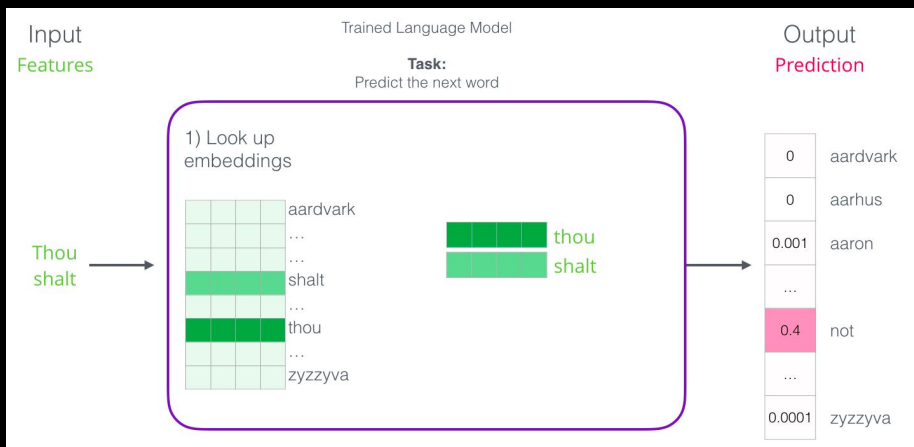 Input
Features
Trained Language Model
Task:
Predict the next word
Output
Prediction
1) Look up
embeddings
Thou
shalt
aardvark
...
...
shalt
...
thou
...
zyzzyva
thou
shalt
0 aardvark
0 aarhus
0.001 aaron
...
0.4 not
...
0.0001 zyzzyva